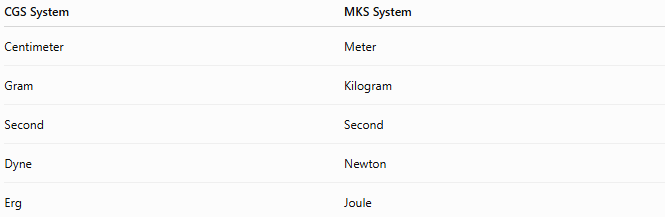 CGS System MKS System
Centimeter Meter
Gram Kilogram
Second Second
Dyne Newton
Erg Joule